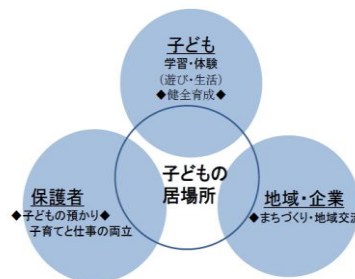 子ども
学習・体験
(遊び・生活)
◆健全育成◆
子どもの
居場所
保護者
◆子どもの預かり◆
子育てと仕事の両立
地域・企業
◆まちづくり・地域交流